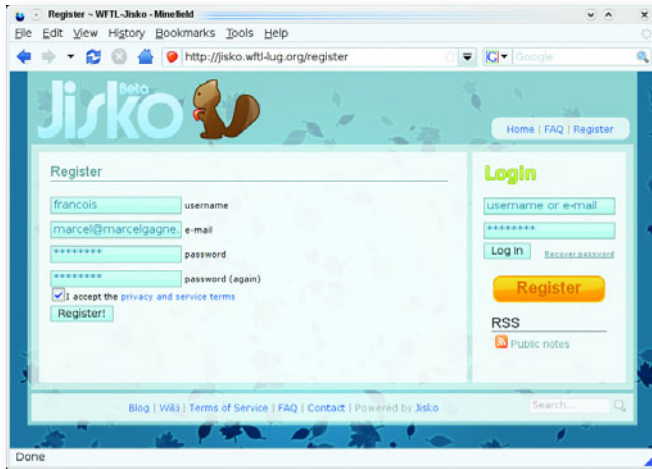 Register ~ WFTL-Jisko - Minefield
File Edit View History Bookmarks Tools Help
http://jisko.wftl-lug.org/register
G Google
Jisko Beta
Home | FAQ | Register
Register
francois username
marcel@marcelgagne. e-mail
******** password
******** password (again)
I accept the privacy and service terms
Register!
Login
username or e-mail
********
Log In Recover password
Register
RSS
Public notes
Blog | Wiki | Terms of Service | FAQ | Contact | Powered by Jisko
Search...
Done